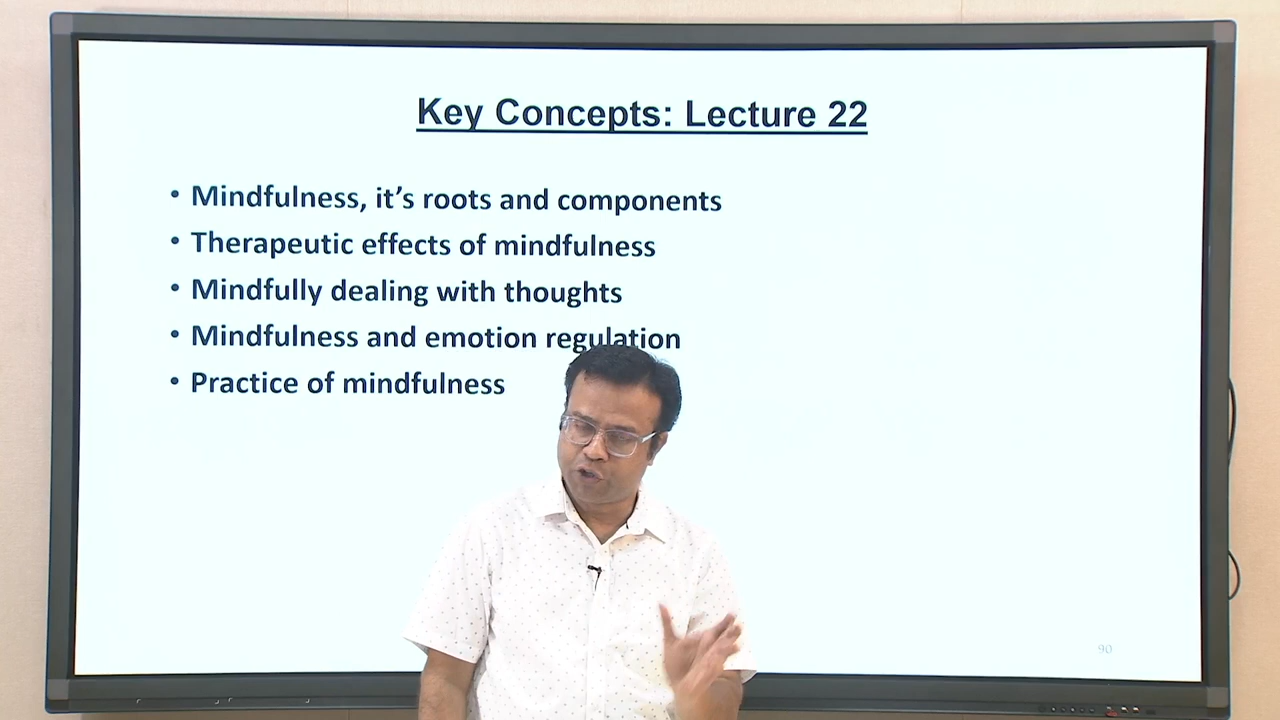 Key Concepts: Lecture 22
• Mindfulness, it’s roots and components
• Therapeutic effects of mindfulness
• Mindfully dealing with thoughts
• Mindfulness and emotion regulation
• Practice of mindfulness
90